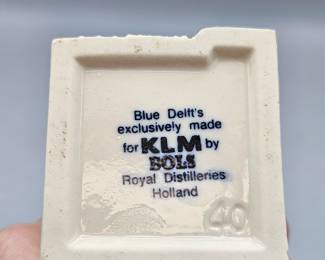 Blue Delft's
exclusively made
for KLM by
BOLS
Royal Distilleries
Holland
40